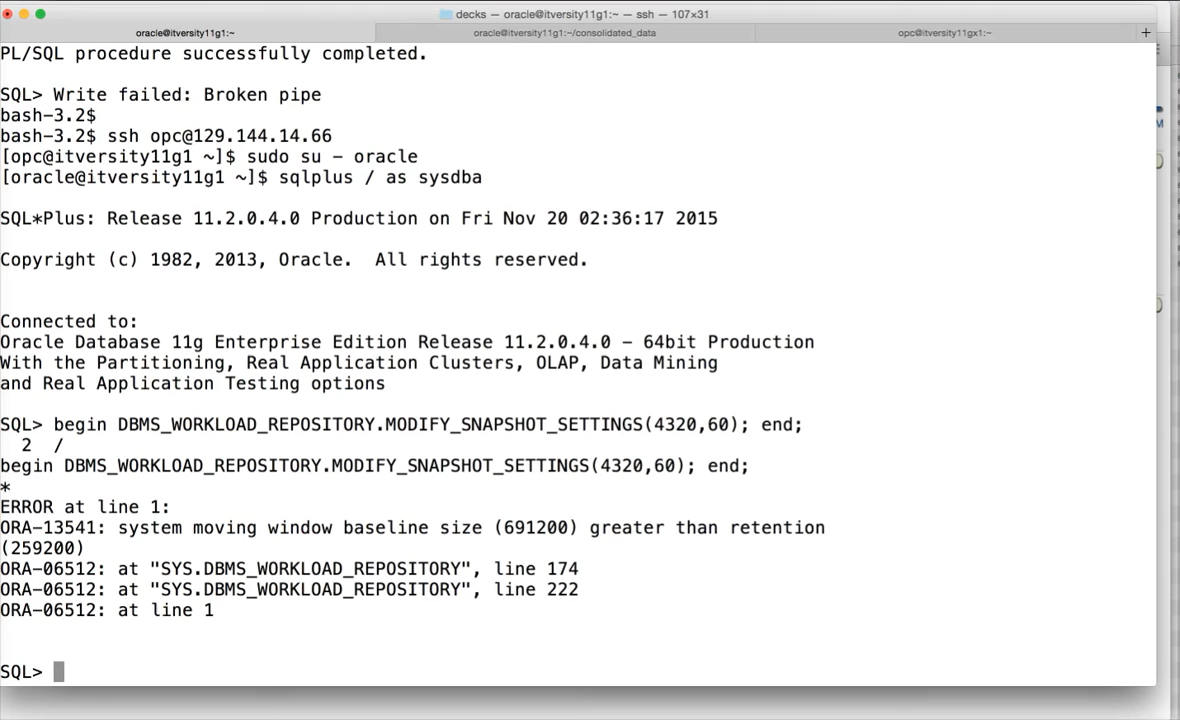 decks — oracle@itversity11g1:~ — ssh — 107×31
oracle@itversity11g1:~
oracle@itversity11g1:~/consolidated_data
opc@itversity11gx1:~
+
PL/SQL procedure successfully completed.
SQL> Write failed: Broken pipe
bash-3.2$
bash-3.2$ ssh opc@129.144.14.66
[opc@itversity11g1 ~]$ sudo su - oracle
[oracle@itversity11g1 ~]$ sqlplus / as sysdba
SQL*Plus: Release 11.2.0.4.0 Production on Fri Nov 20 02:36:17 2015
Copyright (c) 1982, 2013, Oracle.  All rights reserved.
Connected to:
Oracle Database 11g Enterprise Edition Release 11.2.0.4.0 - 64bit Production
With the Partitioning, Real Application Clusters, OLAP, Data Mining
and Real Application Testing options
SQL> begin DBMS_WORKLOAD_REPOSITORY.MODIFY_SNAPSHOT_SETTINGS(4320,60); end;
  2  /
begin DBMS_WORKLOAD_REPOSITORY.MODIFY_SNAPSHOT_SETTINGS(4320,60); end;
*
ERROR at line 1:
ORA-13541: system moving window baseline size (691200) greater than retention
(259200)
ORA-06512: at "SYS.DBMS_WORKLOAD_REPOSITORY", line 174
ORA-06512: at "SYS.DBMS_WORKLOAD_REPOSITORY", line 222
ORA-06512: at line 1
SQL>